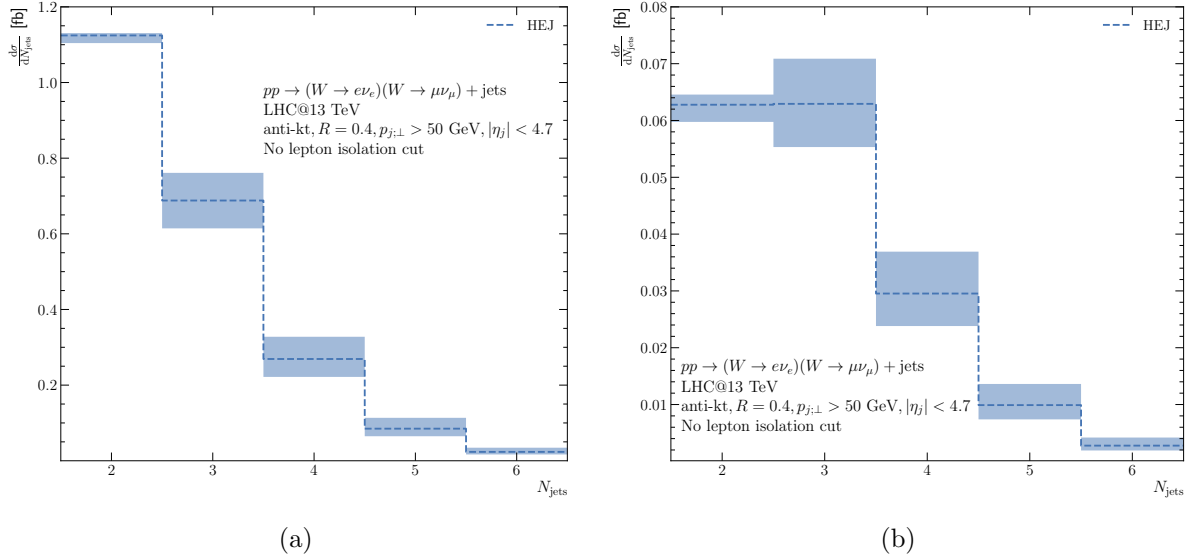 1.2
1.0
0.8
0.6
0.4
0.2
dσ/dN_jets [fb]
HEJ
pp → (W → eν_e)(W → μν_μ) + jets
LHC@13 TeV
anti-kt, R = 0.4, p_{j;⊥} > 50 GeV, |η_j| < 4.7
No lepton isolation cut
2 3 4 5 6
N_jets
(a)
0.08
0.07
0.06
0.05
0.04
0.03
0.02
0.01
dσ/dN_jets [fb]
HEJ
pp → (W → eν_e)(W → μν_μ) + jets
LHC@13 TeV
anti-kt, R = 0.4, p_{j;⊥} > 50 GeV, |η_j| < 4.7
No lepton isolation cut
2 3 4 5 6
N_jets
(b)